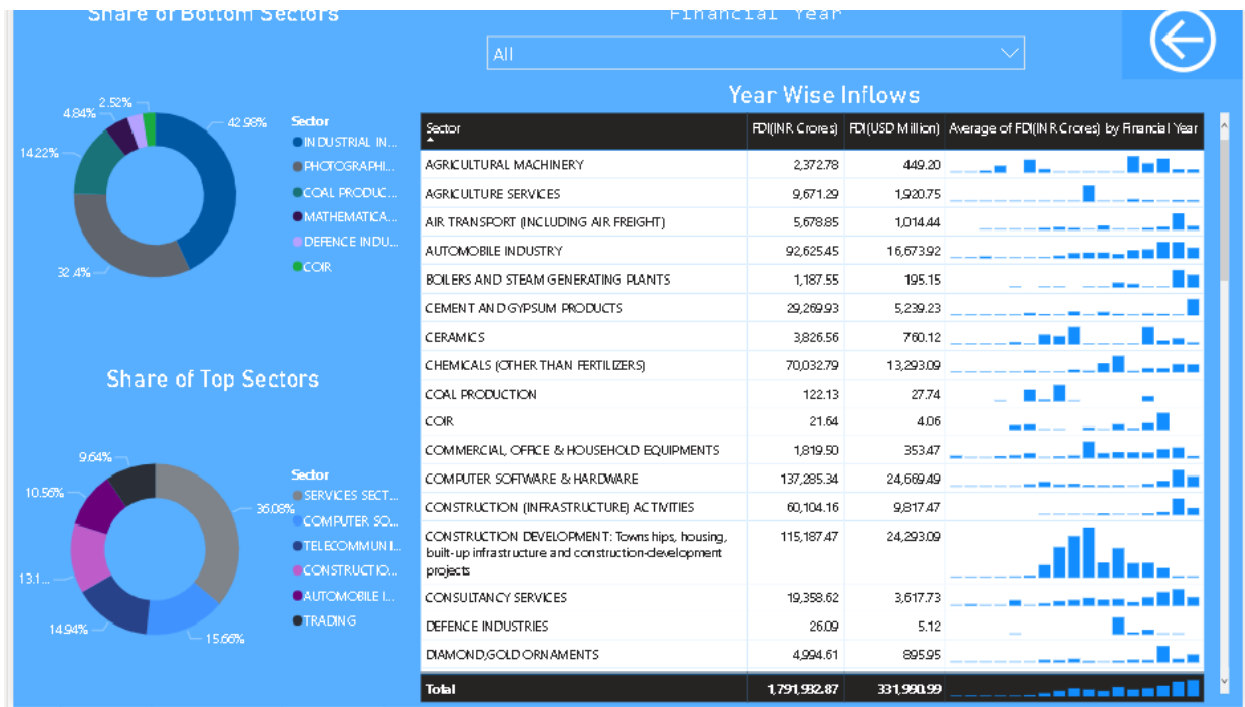 Share of Bottom Sectors
Financial Year
All
2.52%
4.84%
42.98%
14.22%
32.4%
Sector
INDUSTRIAL IN...
PHOTOGRAPHI...
COAL PRODUC...
MATHEMATICA...
DEFENCE INDU...
COIR
Share of Top Sectors
9.64%
10.56%
36.08%
13.1...
14.94%
15.66%
Sector
SERVICES SECT...
COMPUTER SO...
TELECOMMUNI...
CONSTRUCTIO...
AUTOMOBILE I...
TRADING
Year Wise Inflows
Sector FDI(INR Crores) FDI(USD Million) Average of FDI(INR Crores) by Financial Year
AGRICULTURAL MACHINERY 2,372.78 449.20
AGRICULTURE SERVICES 9,671.29 1,920.75
AIR TRANSPORT (INCLUDING AIR FREIGHT) 5,678.85 1,014.44
AUTOMOBILE INDUSTRY 92,625.45 16,673.92
BOILERS AND STEAM GENERATING PLANTS 1,187.55 195.15
CEMENT AND GYPSUM PRODUCTS 29,269.93 5,239.23
CERAMICS 3,826.56 760.12
CHEMICALS (OTHER THAN FERTILIZERS) 70,032.79 13,293.09
COAL PRODUCTION 122.13 27.74
COIR 21.64 4.06
COMMERCIAL, OFFICE & HOUSEHOLD EQUIPMENTS 1,819.50 353.47
COMPUTER SOFTWARE & HARDWARE 137,285.34 24,669.49
CONSTRUCTION (INFRASTRUCTURE) ACTIVITIES 60,104.16 9,817.47
CONSTRUCTION DEVELOPMENT: Townships, housing, 115,187.47 24,293.09
built-up infrastructure and construction-development
projects
CONSULTANCY SERVICES 19,358.62 3,617.73
DEFENCE INDUSTRIES 26.09 5.12
DIAMOND,GOLD ORNAMENTS 4,994.61 895.95
Total 1,791,932.87 331,990.99